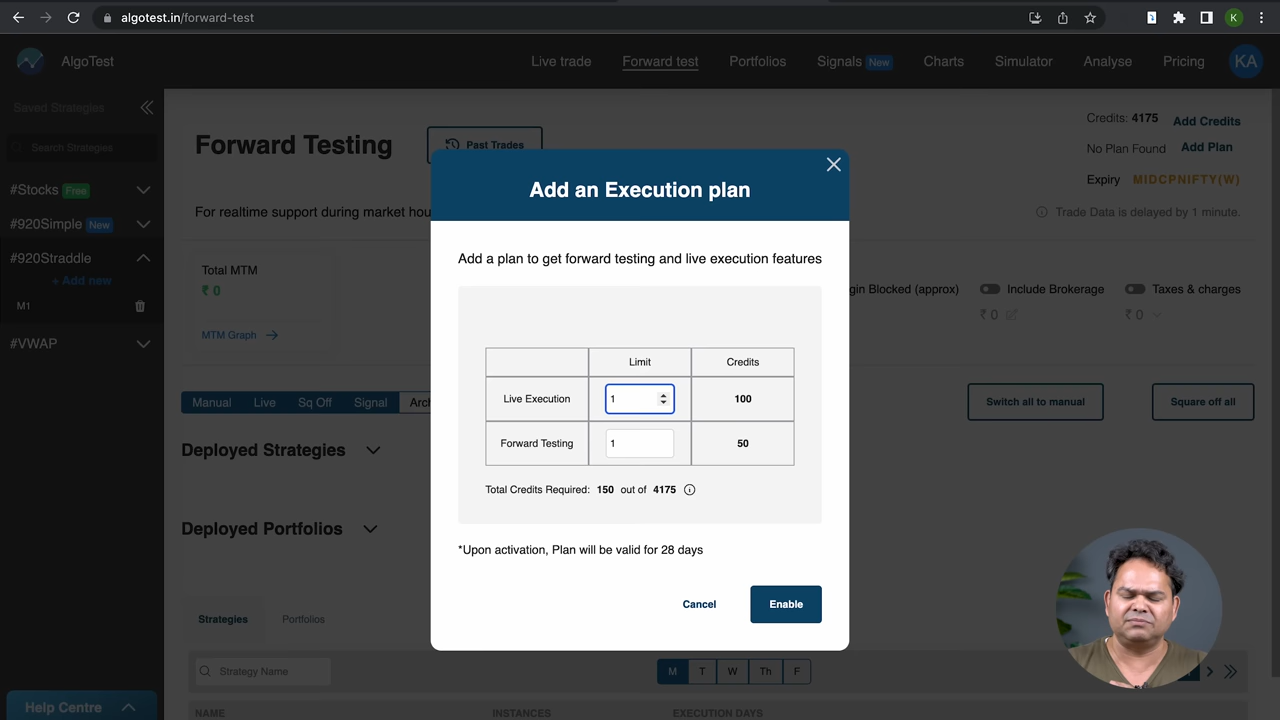 algotest.in/forward-test
K
AlgoTest
Live trade
Forward test
Portfolios
Signals New
Charts
Simulator
Analyse
Pricing
KA
Saved Strategies
Search Strategies
#Stocks Free
#920Simple New
#920Straddle
+ Add new
M1
#VWAP
Help Centre
Forward Testing
Past Trades
Credits: 4175 Add Credits
No Plan Found Add Plan
Expiry MIDCPNIFTY(W)
For realtime support during market hou
Trade Data is delayed by 1 minute.
Total MTM
₹ 0
MTM Graph
gin Blocked (approx)
Include Brokerage
₹ 0
Taxes & charges
₹ 0
Manual Live Sq Off Signal Arch
Switch all to manual
Square off all
Deployed Strategies
Deployed Portfolios
Strategies Portfolios
Strategy Name
M T W Th F
NAME INSTANCES EXECUTION DAYS
Add an Execution plan
Add a plan to get forward testing and live execution features
Limit Credits
Live Execution 1 100
Forward Testing 1 50
Total Credits Required: 150 out of 4175
*Upon activation, Plan will be valid for 28 days
Cancel Enable